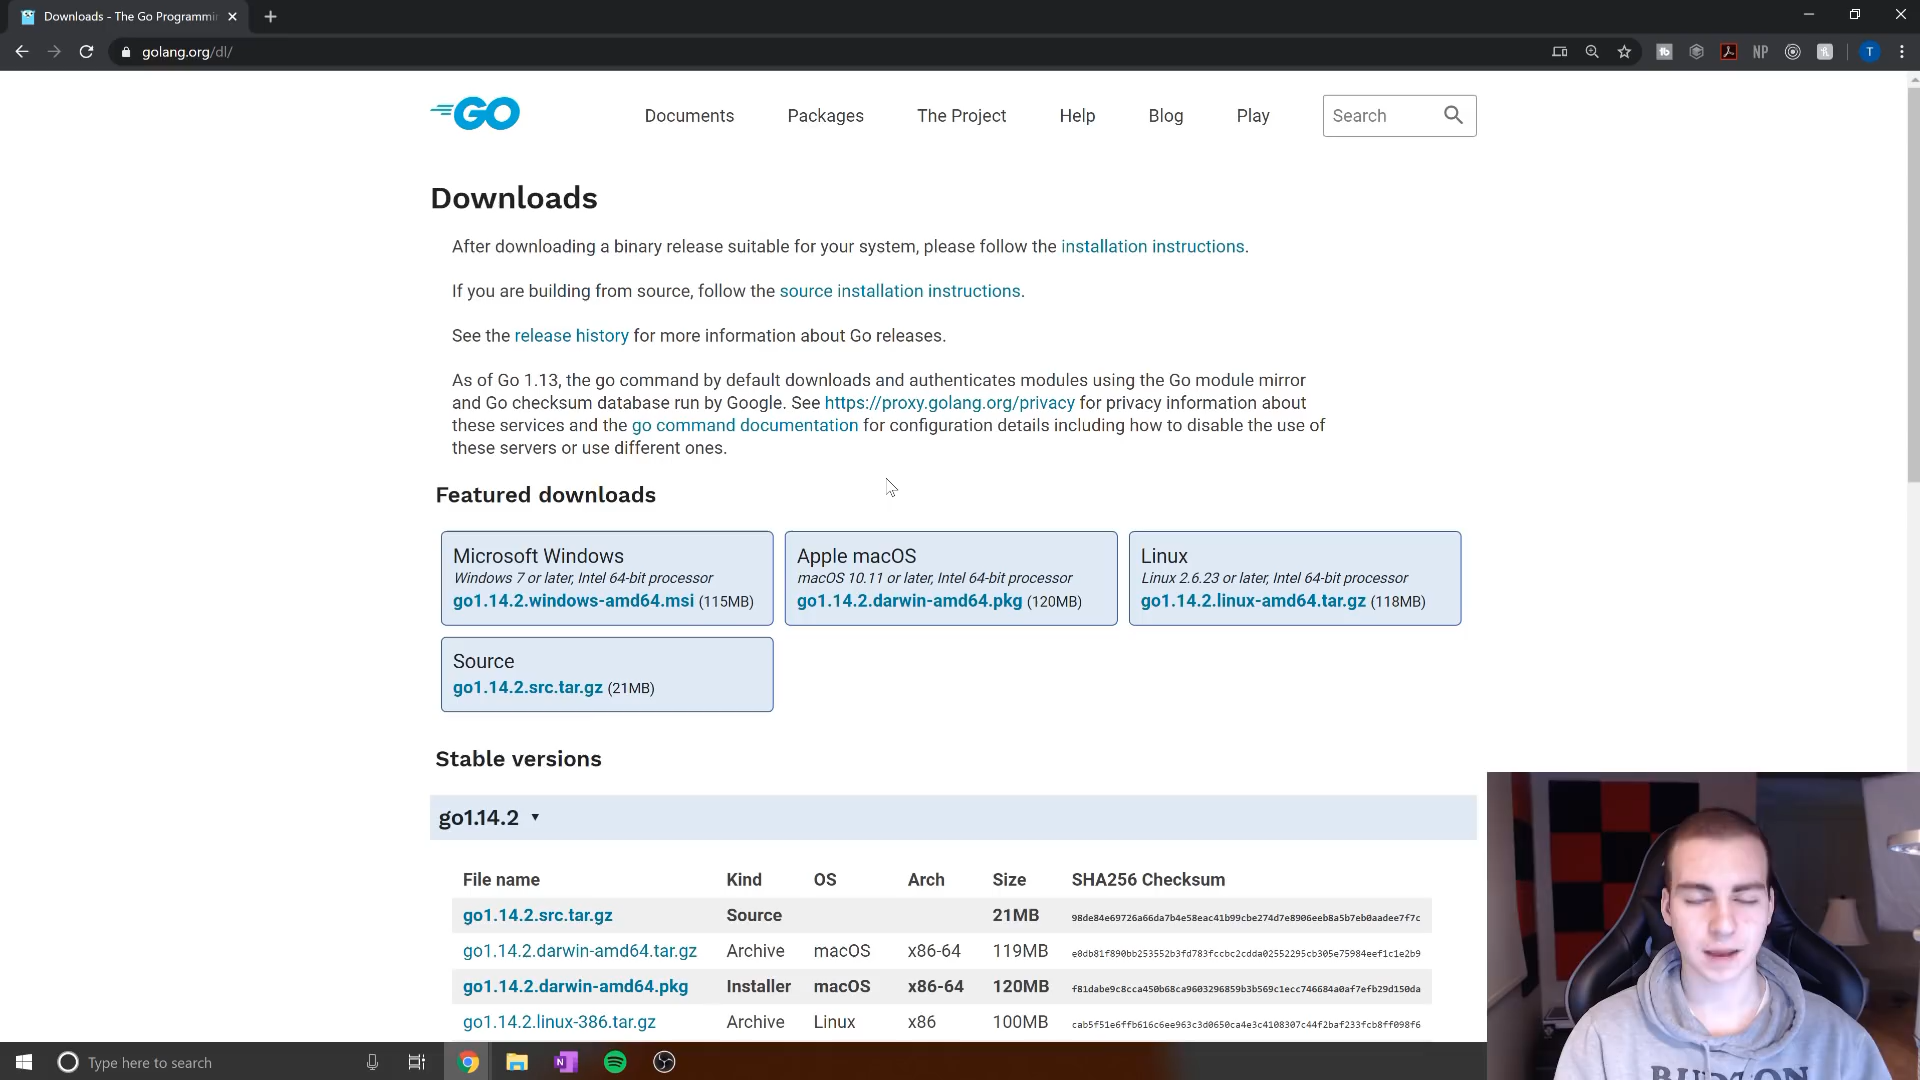 Downloads - The Go Programmin
golang.org/dl/
NP
T
GO
Documents
Packages
The Project
Help
Blog
Play
Search
Downloads
After downloading a binary release suitable for your system, please follow the installation instructions.
If you are building from source, follow the source installation instructions.
See the release history for more information about Go releases.
As of Go 1.13, the go command by default downloads and authenticates modules using the Go module mirror
and Go checksum database run by Google. See https://proxy.golang.org/privacy for privacy information about
these services and the go command documentation for configuration details including how to disable the use of
these servers or use different ones.
Featured downloads
Microsoft Windows
Windows 7 or later, Intel 64-bit processor
go1.14.2.windows-amd64.msi (115MB)
Apple macOS
macOS 10.11 or later, Intel 64-bit processor
go1.14.2.darwin-amd64.pkg (120MB)
Linux
Linux 2.6.23 or later, Intel 64-bit processor
go1.14.2.linux-amd64.tar.gz (118MB)
Source
go1.14.2.src.tar.gz (21MB)
Stable versions
go1.14.2 ▾
File name Kind OS Arch Size SHA256 Checksum
go1.14.2.src.tar.gz Source 21MB 98de84e69726a66da7b4e58eac41b99cbe274d7e8906eeb8a5b7eb0aadee7f7c
go1.14.2.darwin-amd64.tar.gz Archive macOS x86-64 119MB e0db81f890bb253552b3fd783fccbc2cdda02552295cb305e75984eef1c1e2b9
go1.14.2.darwin-amd64.pkg Installer macOS x86-64 120MB f81dabe9c8cca450b68ca9603296859b3b569c1ecc746684a0af7efb29d150da
go1.14.2.linux-386.tar.gz Archive Linux x86 100MB cab5f51e6ffb616c6ee963c3d0650ca4e3c4108307c44f2baf233fcb8ff098f6
Type here to search